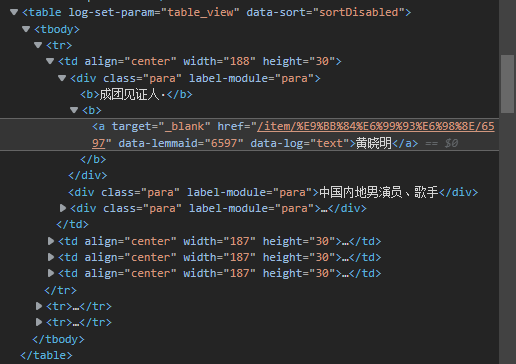 <table log-set-param="table_view" data-sort="sortDisabled">
<tbody>
<tr>
<td align="center" width="188" height="30">
<div class="para" label-module="para">
<b>成团见证人·</b>
<b>
<a target="_blank" href="/item/%E9%BB%84%E6%99%93%E6%98%8E/65
97" data-lemmaid="6597" data-log="text">黄晓明</a> == $0
</b>
</div>
<div class="para" label-module="para">中国内地男演员、歌手</div>
<div class="para" label-module="para">…</div>
</td>
<td align="center" width="187" height="30">…</td>
<td align="center" width="187" height="30">…</td>
<td align="center" width="187" height="30">…</td>
</tr>
<tr>…</tr>
<tr>…</tr>
</tbody>
</table>